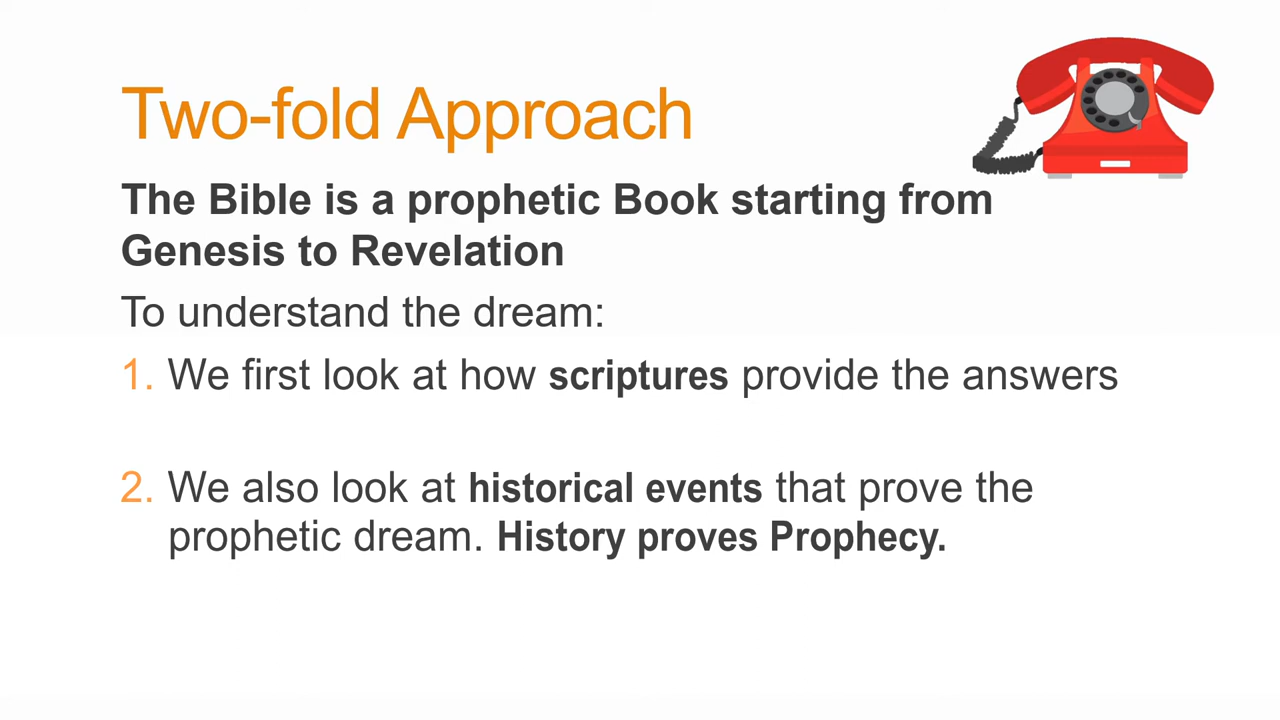 Two-fold Approach
The Bible is a prophetic Book starting from
Genesis to Revelation
To understand the dream:
1. We first look at how scriptures provide the answers
2. We also look at historical events that prove the
prophetic dream. History proves Prophecy.